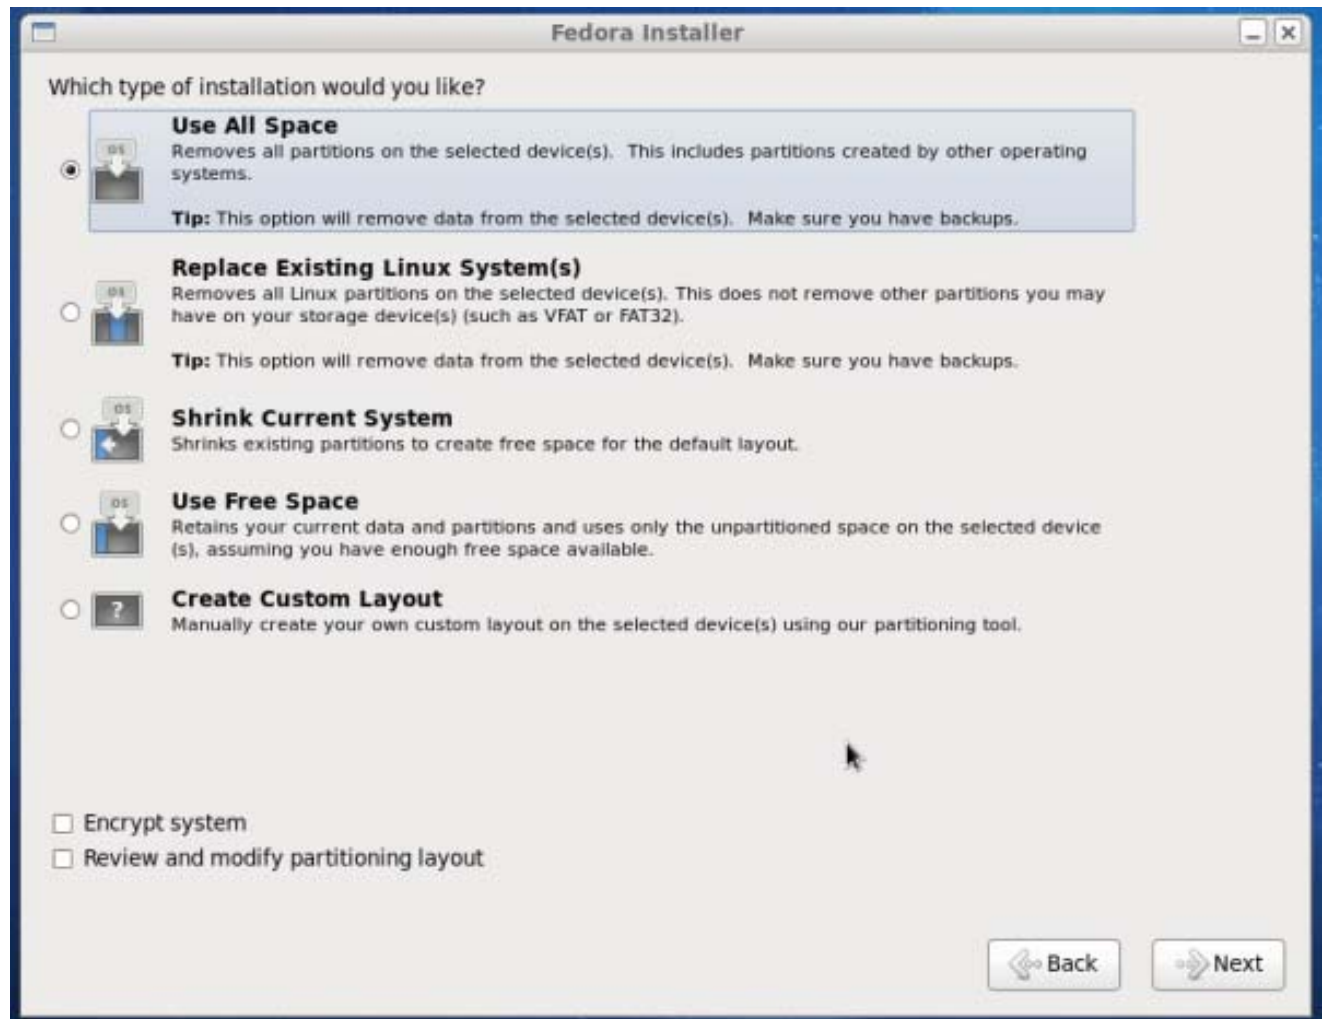 Fedora Installer
Which type of installation would you like?
Use All Space
Removes all partitions on the selected device(s).  This includes partitions created by other operating
systems.
Tip: This option will remove data from the selected device(s).  Make sure you have backups.
Replace Existing Linux System(s)
Removes all Linux partitions on the selected device(s). This does not remove other partitions you may
have on your storage device(s) (such as VFAT or FAT32).
Tip: This option will remove data from the selected device(s).  Make sure you have backups.
Shrink Current System
Shrinks existing partitions to create free space for the default layout.
Use Free Space
Retains your current data and partitions and uses only the unpartitioned space on the selected device
(s), assuming you have enough free space available.
Create Custom Layout
Manually create your own custom layout on the selected device(s) using our partitioning tool.
OS
OS
OS
OS
?
Encrypt system
Review and modify partitioning layout
Back
Next